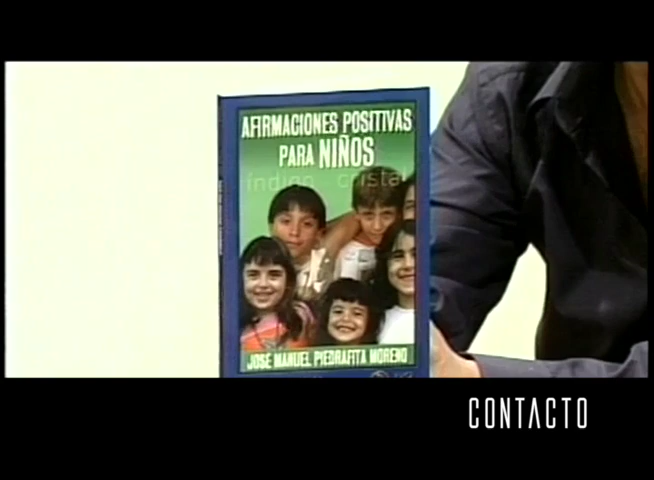 AFIRMACIONES POSITIVAS
PARA NIÑOS
índigo cristal
JOSÉ MANUEL PIEDRAFITA MORENO
CONTACTO